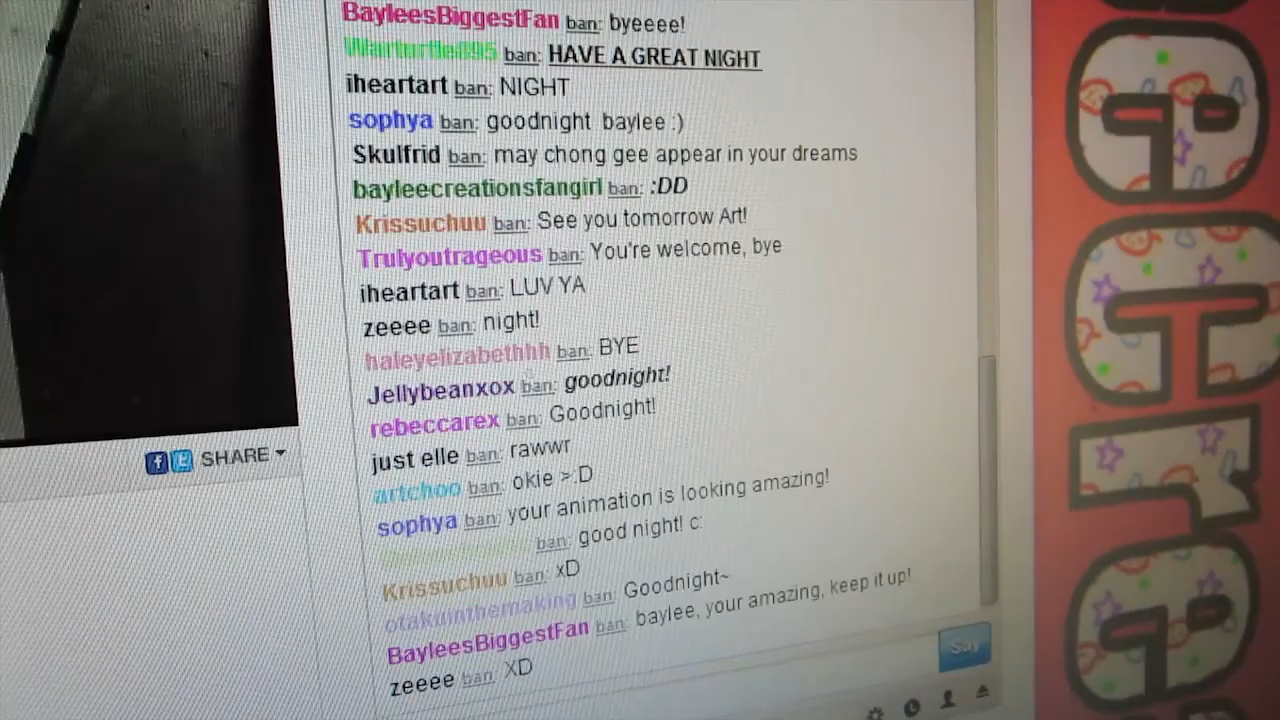 BayleesBiggestFan ban: byeeee!
ban: HAVE A GREAT NIGHT
iheartart ban: NIGHT
sophya ban: goodnight baylee :)
Skulfrid ban: may chong gee appear in your dreams
bayleecreationsfangirl ban: :DD
Krissuchuu ban: See you tomorrow Art!
Trulyoutrageous ban: You're welcome, bye
iheartart ban: LUV YA
zeeee ban: night!
haleyelizabethhh ban: BYE
Jellybeanxox ban: goodnight!
rebeccarex ban: Goodnight!
just elle ban: rawwr
artchoo ban: okie >:D
sophya ban: your animation is looking amazing!
ban: good night! c:
Krissuchuu ban: xD
otakuinthemaking ban: Goodnight~
BayleesBiggestFan ban: baylee, your amazing, keep it up!
zeeee ban: XD
f t SHARE
Say